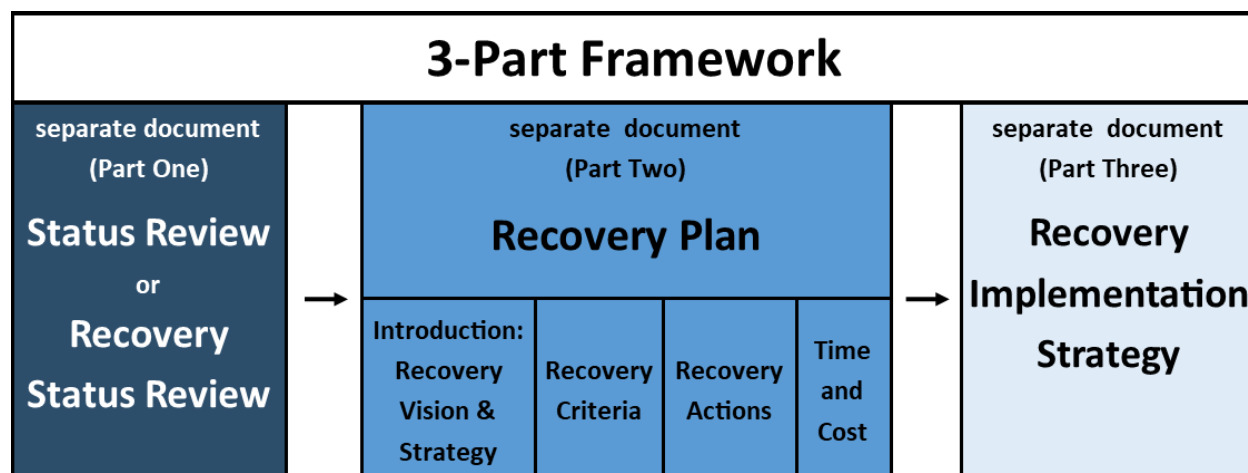 3-Part Framework
separate document
(Part One)
Status Review
or
Recovery
Status Review
separate document
(Part Two)
Recovery Plan
Introduction:
Recovery
Vision &
Strategy
Recovery
Criteria
Recovery
Actions
Time
and
Cost
separate document
(Part Three)
Recovery
Implementation
Strategy